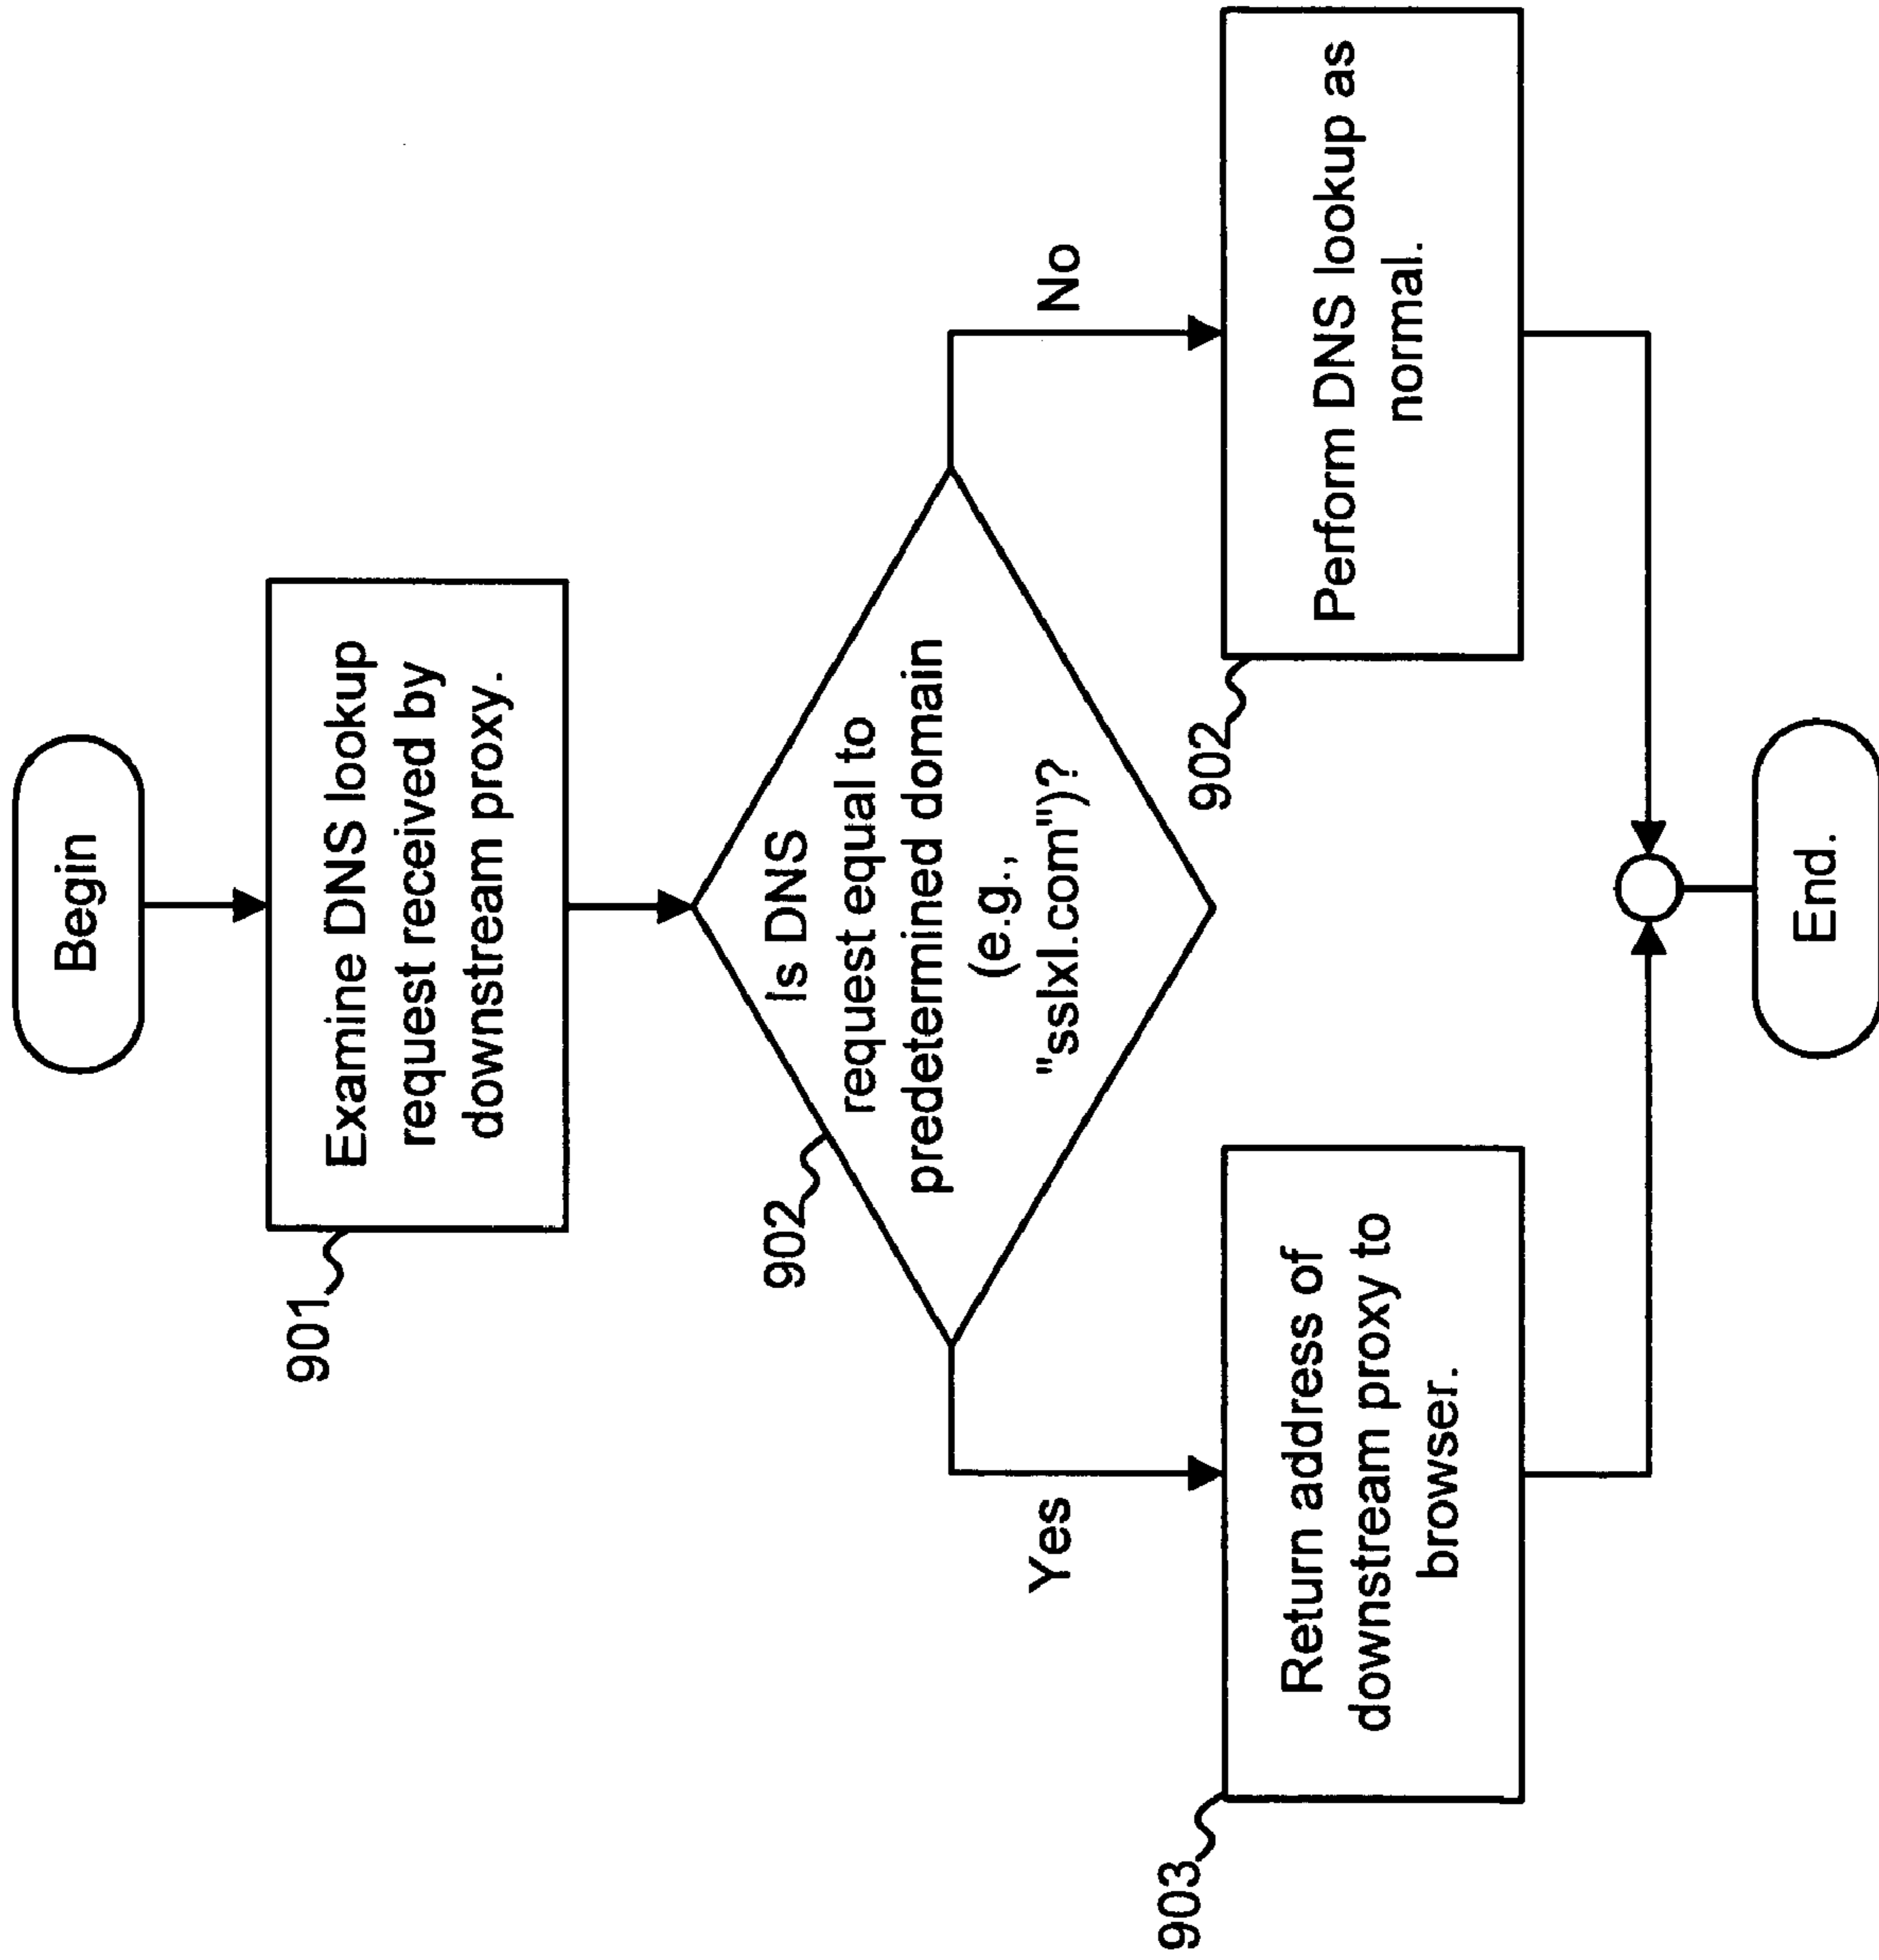 Begin
901
Examine DNS lookup
request received by
downstream proxy.
902
Is DNS
request equal to
predetermined domain
(e.g.,
"sslxl.com")?
Yes
No
903
Return address of
downstream proxy to
browser.
902
Perform DNS lookup as
normal.
End.